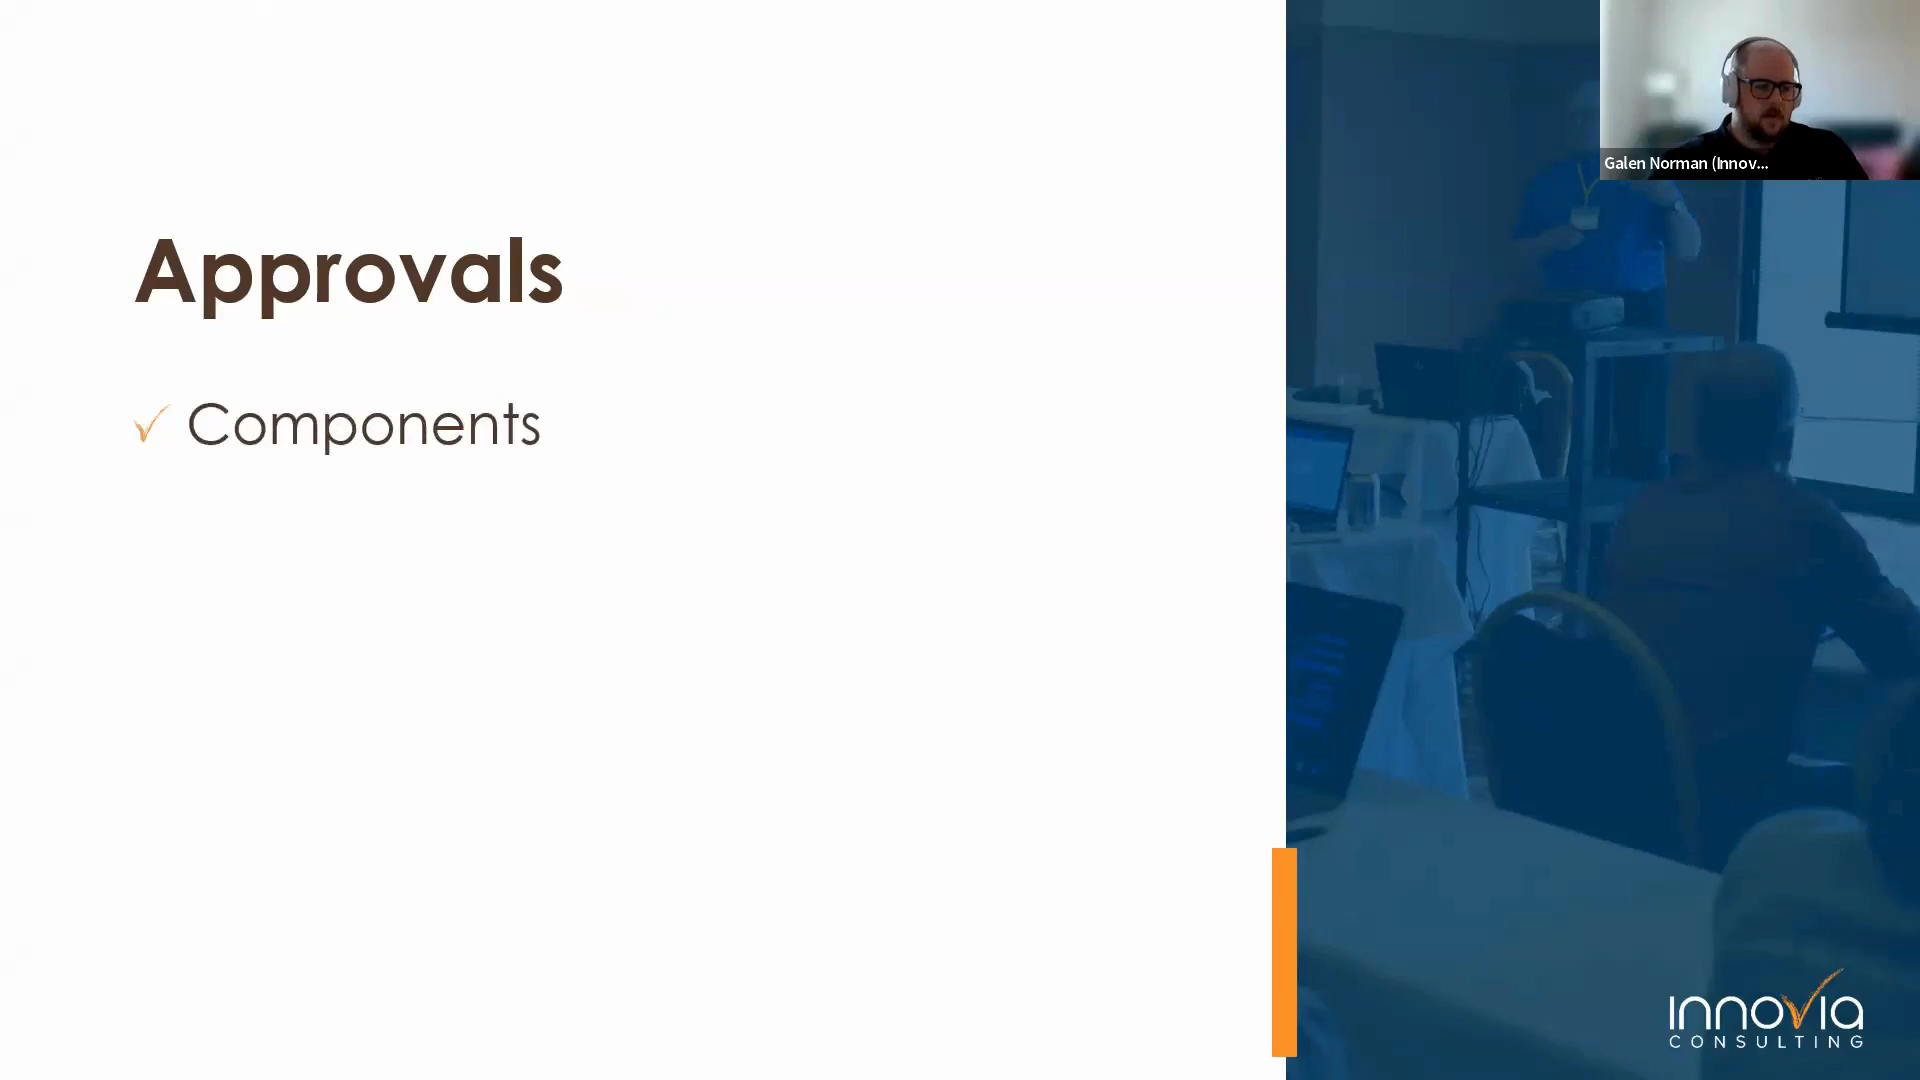 Galen Norman (Innov...
Approvals
Components
innovia
CONSULTING